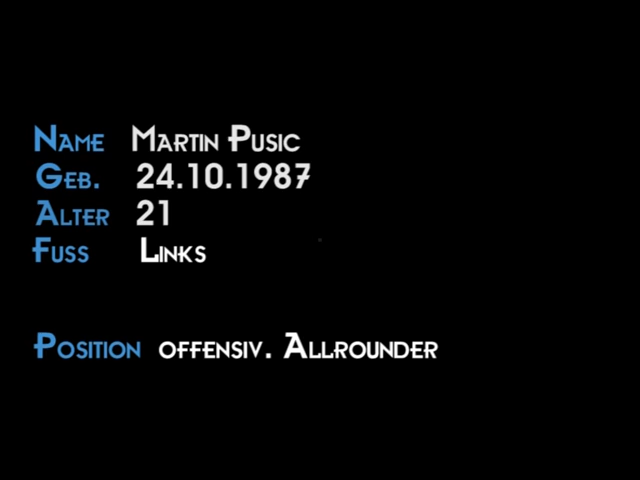 Name Martin Pusic
Geb. 24.10.1987
Alter 21
Fuss Links
Position offensiv. Allrounder